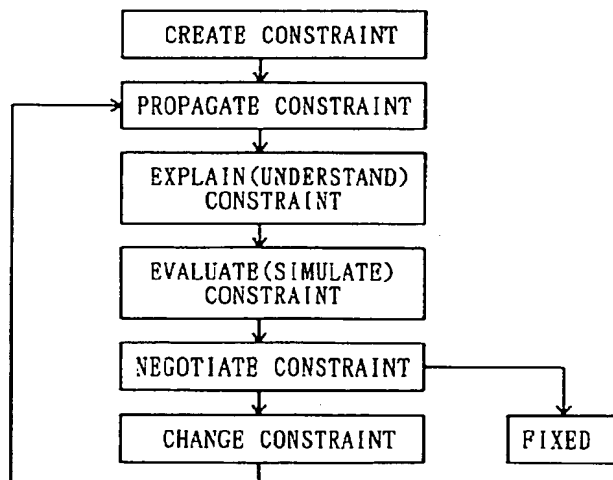 CREATE CONSTRAINT
PROPAGATE CONSTRAINT
EXPLAIN(UNDERSTAND)
CONSTRAINT
EVALUATE(SIMULATE)
CONSTRAINT
NEGOTIATE CONSTRAINT
CHANGE CONSTRAINT
FIXED